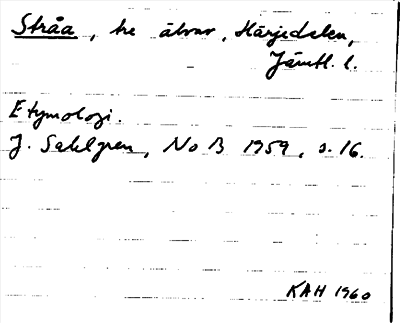 Stråa, tre älvar, Härjedalen,
Jämtl. l.
Etymologi.
J. Sahlgren, NoB 1959, s. 16.
KAH 1960